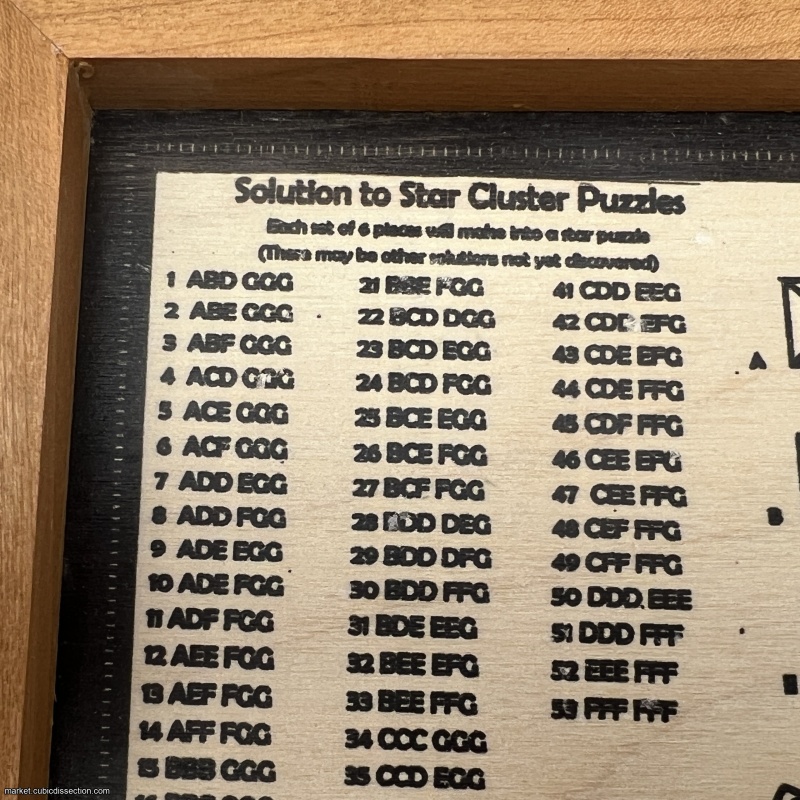 Solution to Star Cluster Puzzles
Each set of 6 pieces will make into a star puzzle
(There may be other solutions not yet discovered)
1 ABD GGG
2 ABE GGG
3 ABF GGG
4 ACD GGG
5 ACE GGG
6 ACF GGG
7 ADD EGG
8 ADD FGG
9 ADE EGG
10 ADE FGG
11 ADF FGG
12 AEE FGG
13 AEF FGG
14 AFF FGG
15 BBB GGG
21 BBE FGG
22 BCD DGG
23 BCD EGG
24 BCD FGG
25 BCE EGG
26 BCE FGG
27 BCF FGG
28 BDD DEG
29 BDD DFG
30 BDD FFG
31 BDE EEG
32 BEE EFG
33 BEE FFG
34 CCC GGG
35 CCD EGG
41 CDD EEG
42 CDD EFG
43 CDE EFG
44 CDE FFG
45 CDF FFG
46 CEE EFG
47 CEE FFG
48 CEF FFG
49 CFF FFG
50 DDD EEE
51 DDD FFF
52 EEE FFF
53 FFF FFF
A
B
market.cubicdissection.com